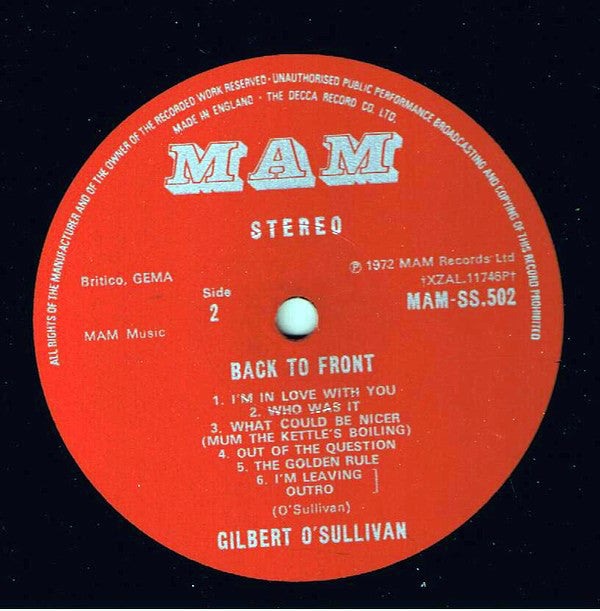 ALL RIGHTS OF THE MANUFACTURER AND OF THE OWNER OF THE RECORDED WORK RESERVED · UNAUTHORISED PUBLIC PERFORMANCE BROADCASTING AND COPYING OF THIS RECORD PROHIBITED
MADE IN ENGLAND · THE DECCA RECORD CO. LTD.
MAM
STEREO
Britico, GEMA
MAM Music
Side
2
℗ 1972 MAM Records Ltd
†XZAL.11746P†
MAM-SS.502
BACK TO FRONT
1. I'M IN LOVE WITH YOU
2. WHO WAS IT
3. WHAT COULD BE NICER
(MUM THE KETTLE'S BOILING)
4. OUT OF THE QUESTION
5. THE GOLDEN RULE
6. I'M LEAVING
OUTRO
(O'Sullivan)
GILBERT O'SULLIVAN